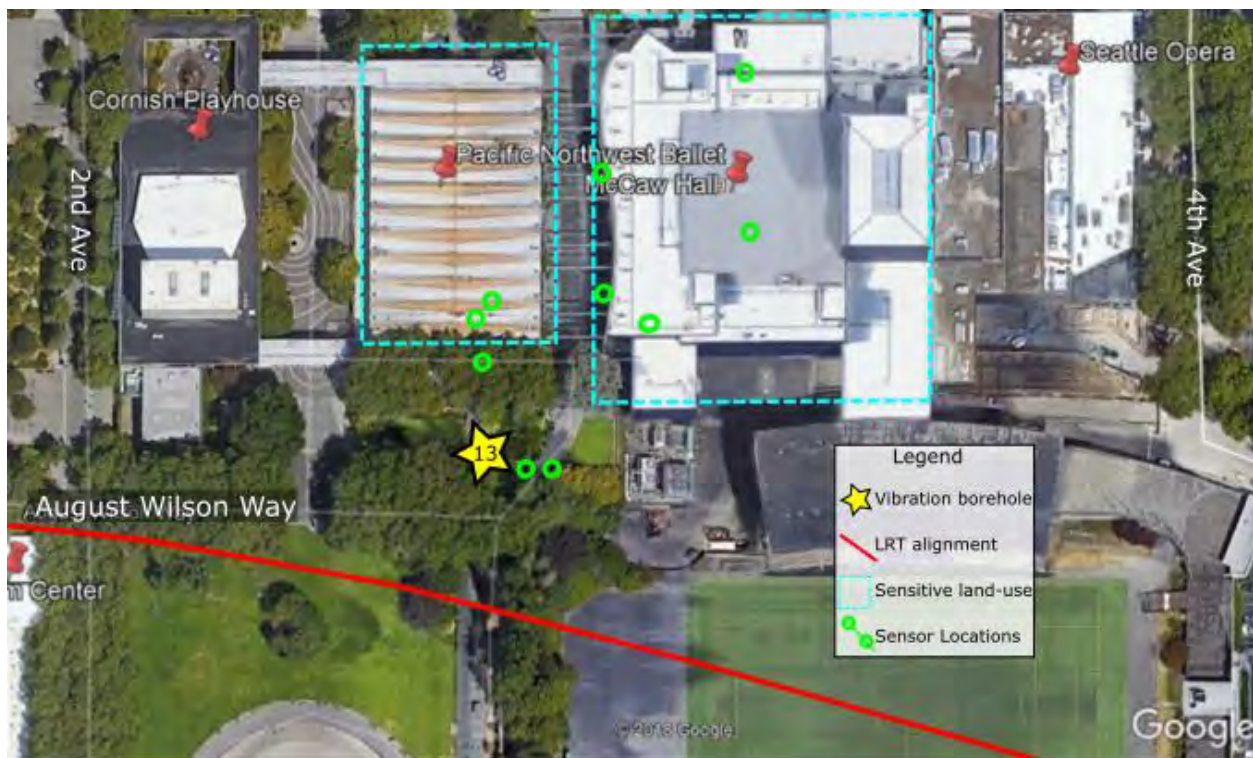 Seattle Opera
Cornish Playhouse
Pacific Northwest Ballet
McCaw Hall
2nd Ave
4th Ave
13
August Wilson Way
Center
Legend
Vibration borehole
LRT alignment
Sensitive land-use
Sensor Locations
© 2018 Google
Google